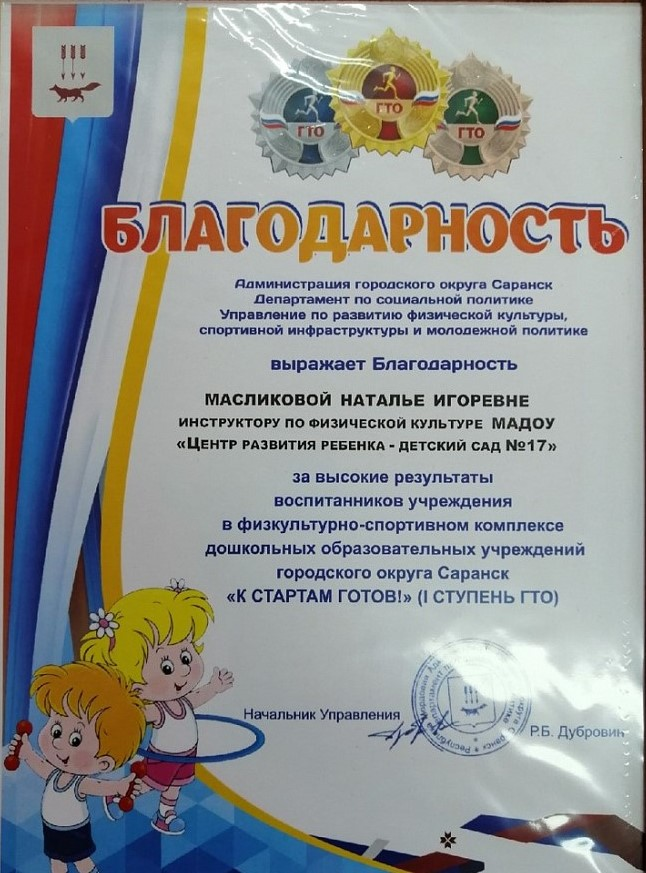 ГТО
ГТО
ГТО
БЛАГОДАРНОСТЬ
Администрация городского округа Саранск
Департамент по социальной политике
Управление по развитию физической культуры,
спортивной инфраструктуры и молодежной политике
выражает Благодарность
МАСЛИКОВОЙ НАТАЛЬЕ ИГОРЕВНЕ
ИНСТРУКТОРУ ПО ФИЗИЧЕСКОЙ КУЛЬТУРЕ МАДОУ
«ЦЕНТР РАЗВИТИЯ РЕБЕНКА - ДЕТСКИЙ САД №17»
за высокие результаты
воспитанников учреждения
в физкультурно-спортивном комплексе
дошкольных образовательных учреждений
городского округа Саранск
«К СТАРТАМ ГОТОВ!» (I СТУПЕНЬ ГТО)
Начальник Управления
Р.Б. Дубровин